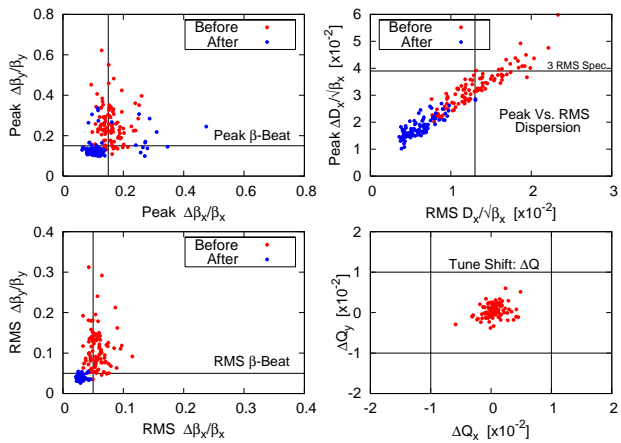 0.8
0.6
0.4
0.2
0
0 0.2 0.4 0.6 0.8
Peak Δβy/βy
Peak Δβx/βx
Before
After
Peak β-Beat
6
5
4
3
2
1
0
0 1 2 3
Peak ΔDx/√βx [x10-2]
RMS Dx/√βx [x10-2]
Before
After
3 RMS Spec.
Peak Vs. RMS
Dispersion
0.4
0.3
0.2
0.1
0
0 0.1 0.2 0.3 0.4
RMS Δβy/βy
RMS Δβx/βx
Before
After
RMS β-Beat
2
1
0
-1
-2
-2 -1 0 1 2
ΔQy [x10-2]
ΔQx [x10-2]
Tune Shift: ΔQ